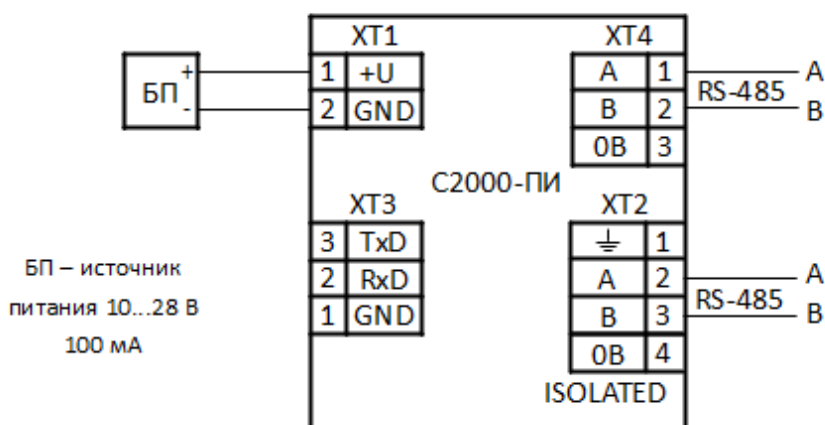 XT1
XT4
+
БП
-
1 +U
2 GND
A 1
B 2
0В 3
A
RS-485
B
С2000-ПИ
XT3
XT2
3 TxD
2 RxD
1 GND
1
A 2
B 3
0В 4
A
RS-485
B
ISOLATED
БП – источник
питания 10...28 В
100 мА